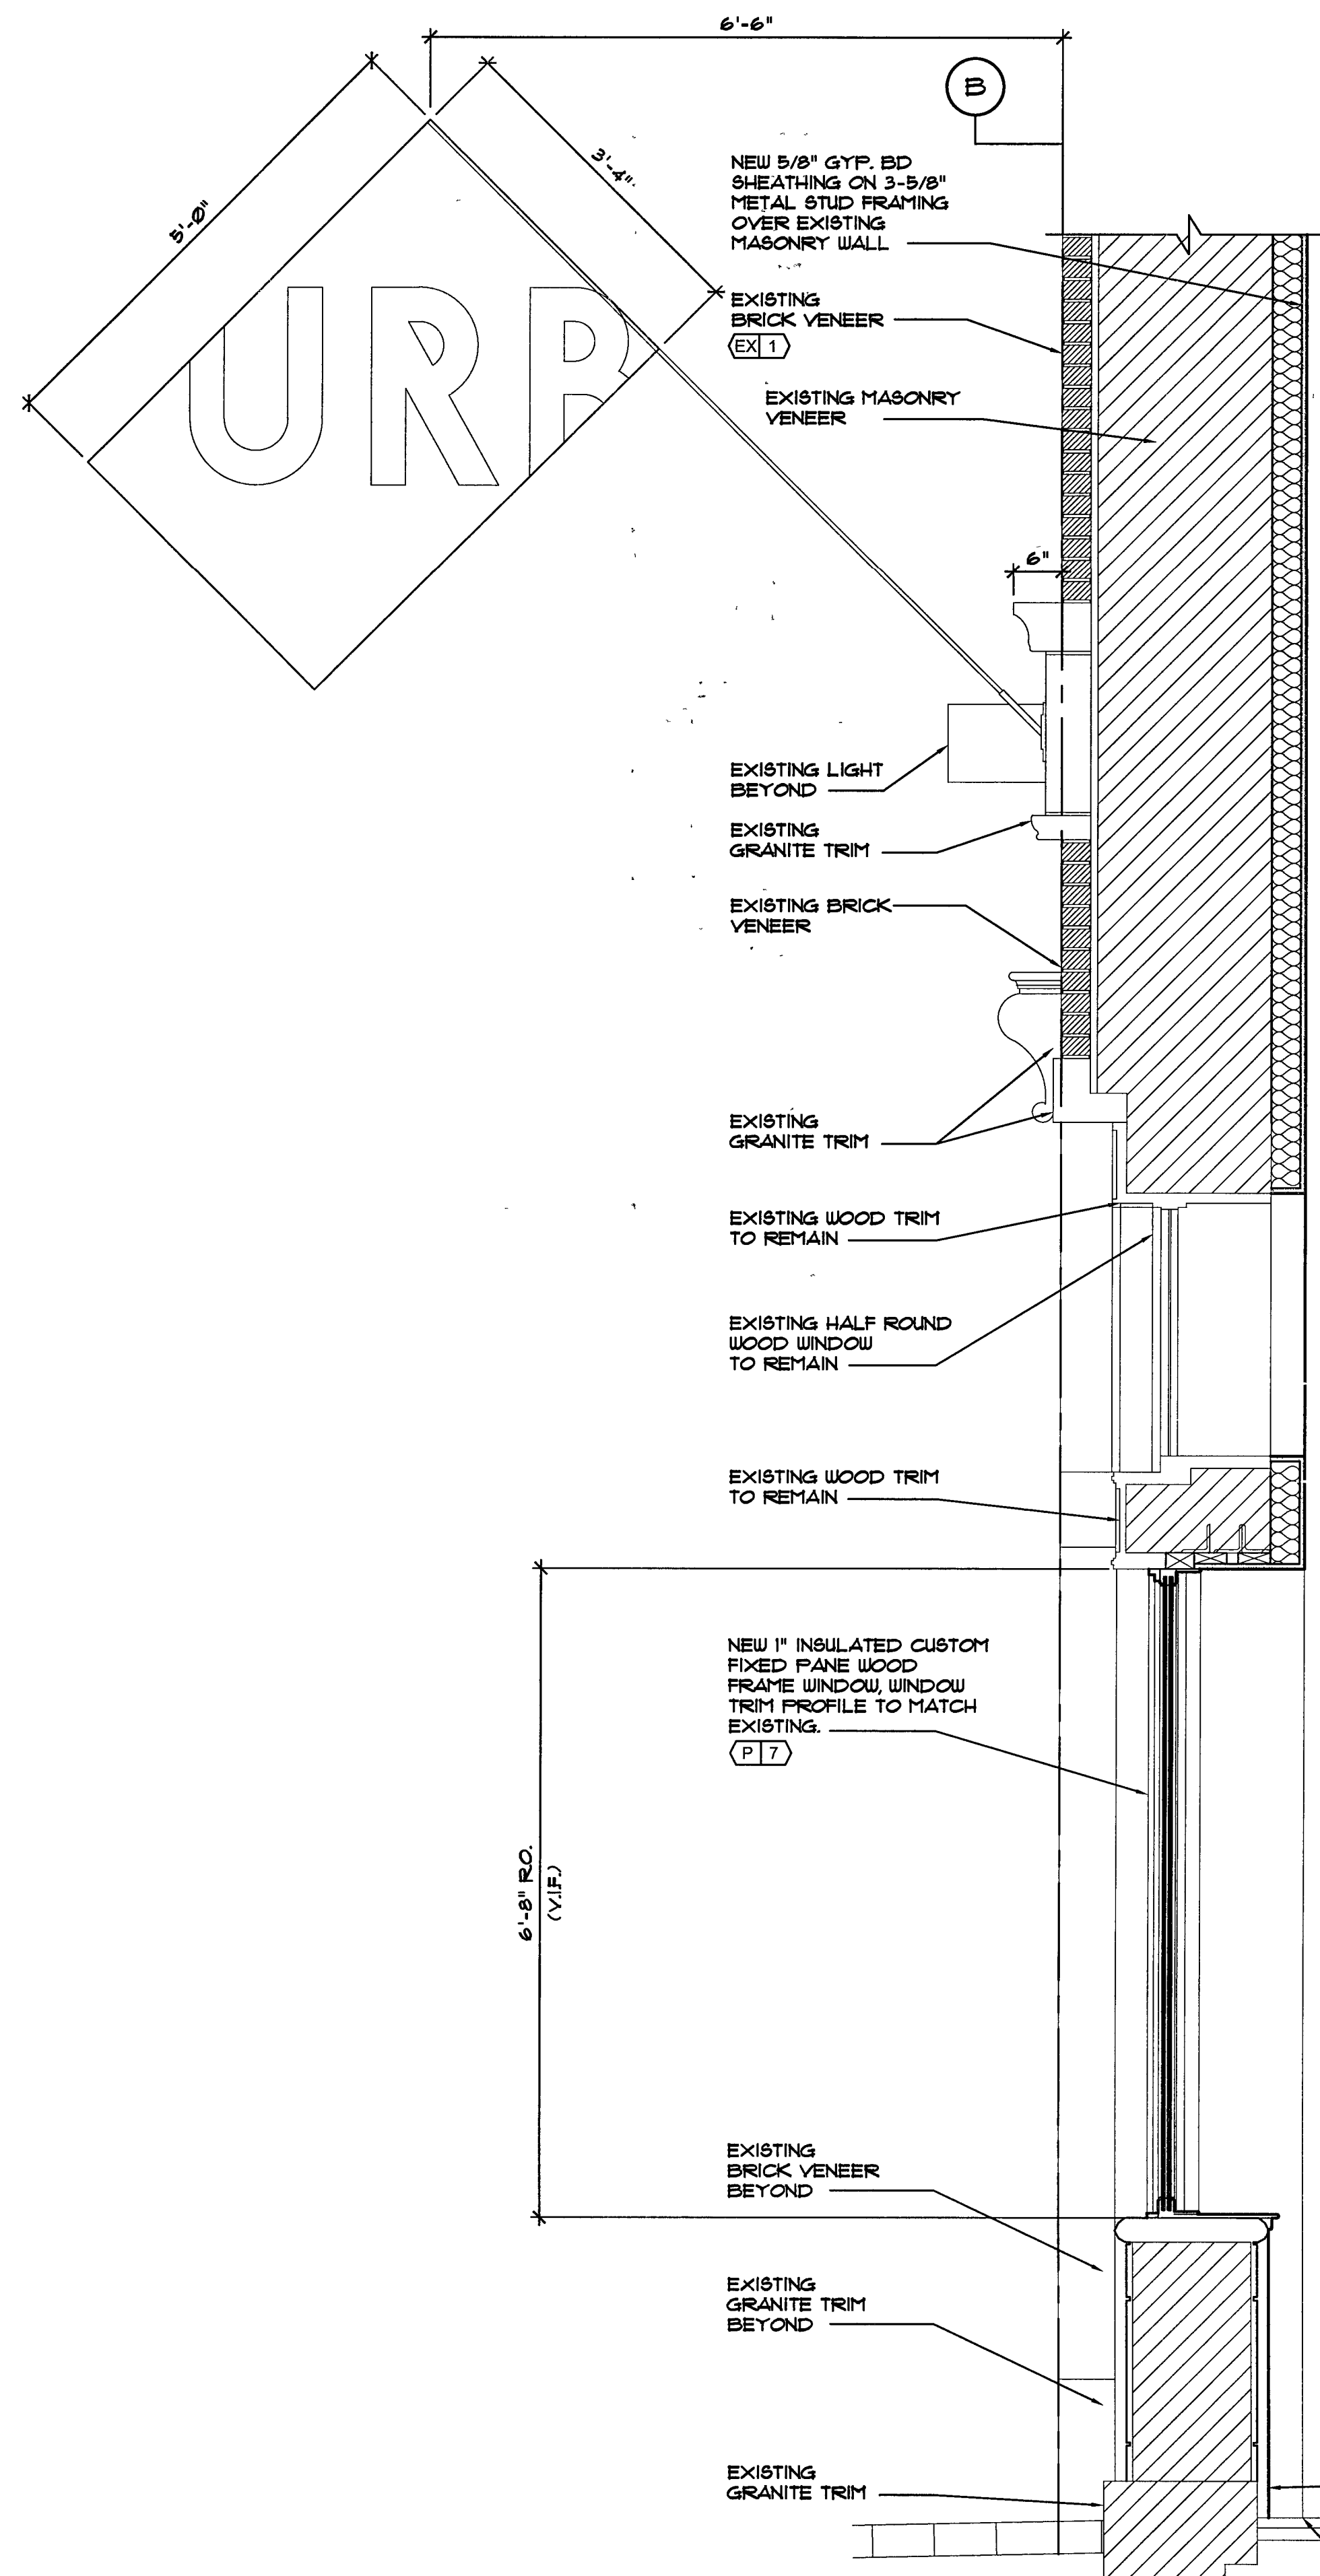 6'-6"
B
5'-0"
3'-4"
NEW 5/8" GYP. BD
SHEATHING ON 3-5/8"
METAL STUD FRAMING
OVER EXISTING
MASONRY WALL
EXISTING
BRICK VENEER
EX 1
EXISTING MASONRY
VENEER
URB
6"
EXISTING LIGHT
BEYOND
EXISTING
GRANITE TRIM
EXISTING BRICK
VENEER
EXISTING
GRANITE TRIM
EXISTING WOOD TRIM
TO REMAIN
EXISTING HALF ROUND
WOOD WINDOW
TO REMAIN
EXISTING WOOD TRIM
TO REMAIN
NEW 1" INSULATED CUSTOM
FIXED PANE WOOD
FRAME WINDOW, WINDOW
TRIM PROFILE TO MATCH
EXISTING.
P 7
6'-8" R.O.
(V.I.F.)
EXISTING
BRICK VENEER
BEYOND
EXISTING
GRANITE TRIM
BEYOND
EXISTING
GRANITE TRIM